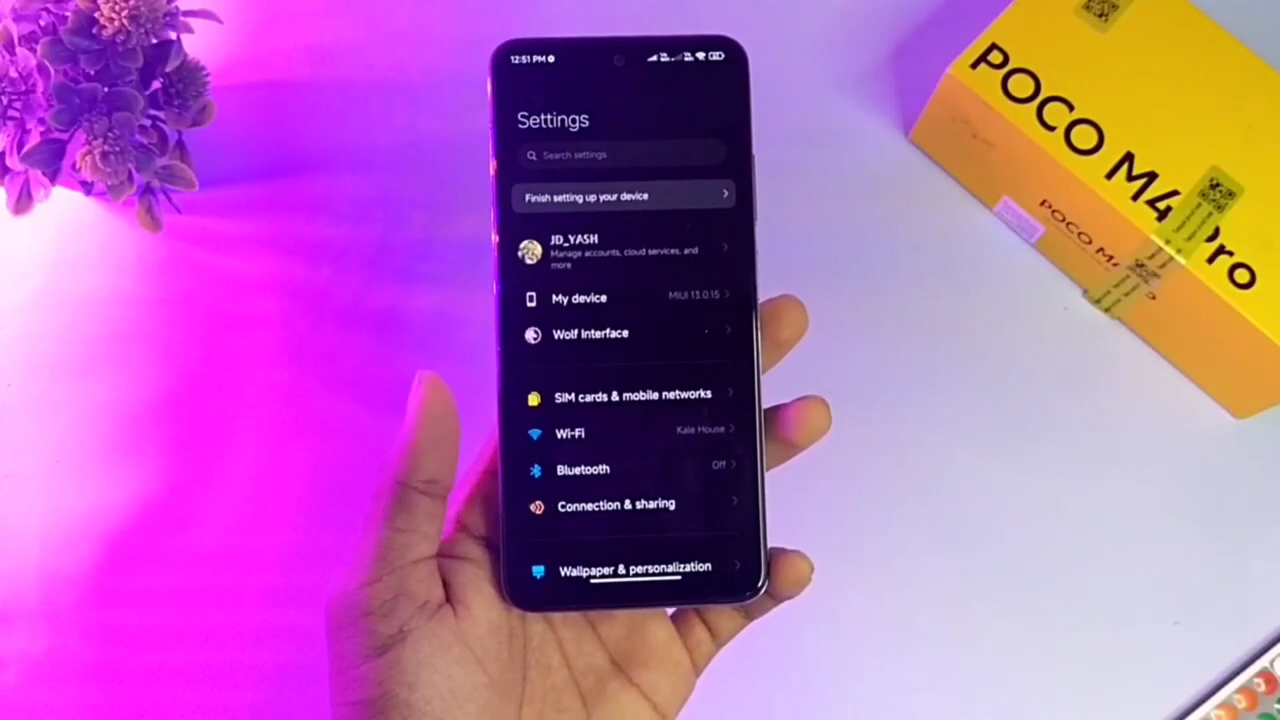 12:51 PM
Settings
Search settings
Finish setting up your device
JD_YASH
Manage accounts, cloud services, and
more
My device
MIUI 13.0.15
Wolf Interface
SIM cards & mobile networks
Wi-Fi
Kale House
Bluetooth
Off
Connection & sharing
Wallpaper & personalization
POCO M4 Pro
POCO M4